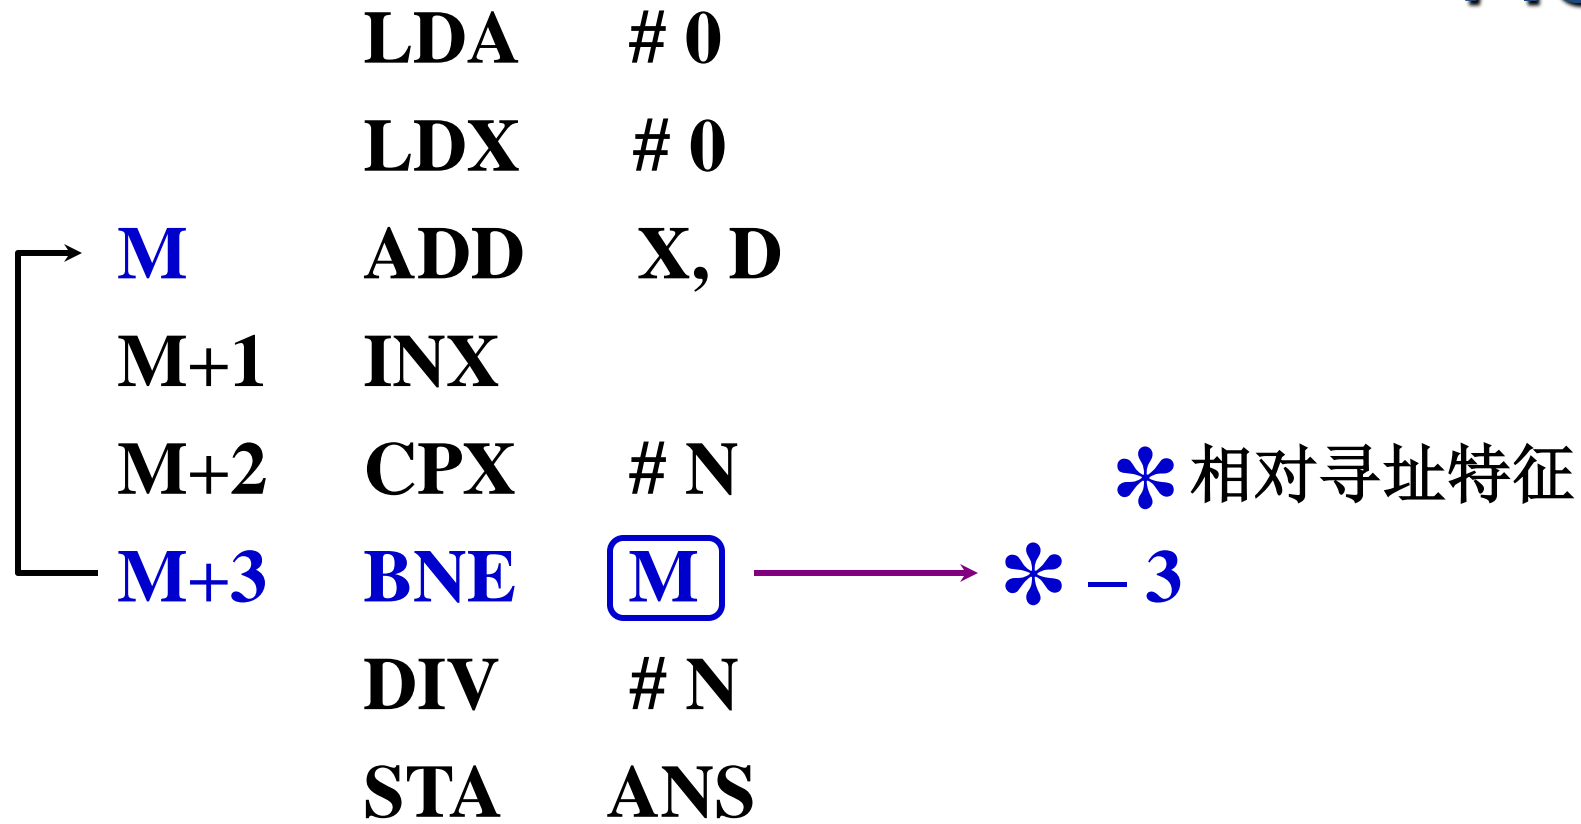 LDA # 0
LDX # 0
M ADD X, D
M+1 INX
M+2 CPX # N
✻ 相对寻址特征
M+3 BNE M ✻ – 3
DIV # N
STA ANS